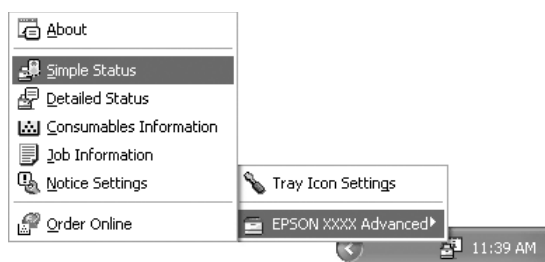 About
Simple Status
Detailed Status
Consumables Information
Job Information
Notice Settings
Order Online
Tray Icon Settings
EPSON XXXX Advanced
11:39 AM